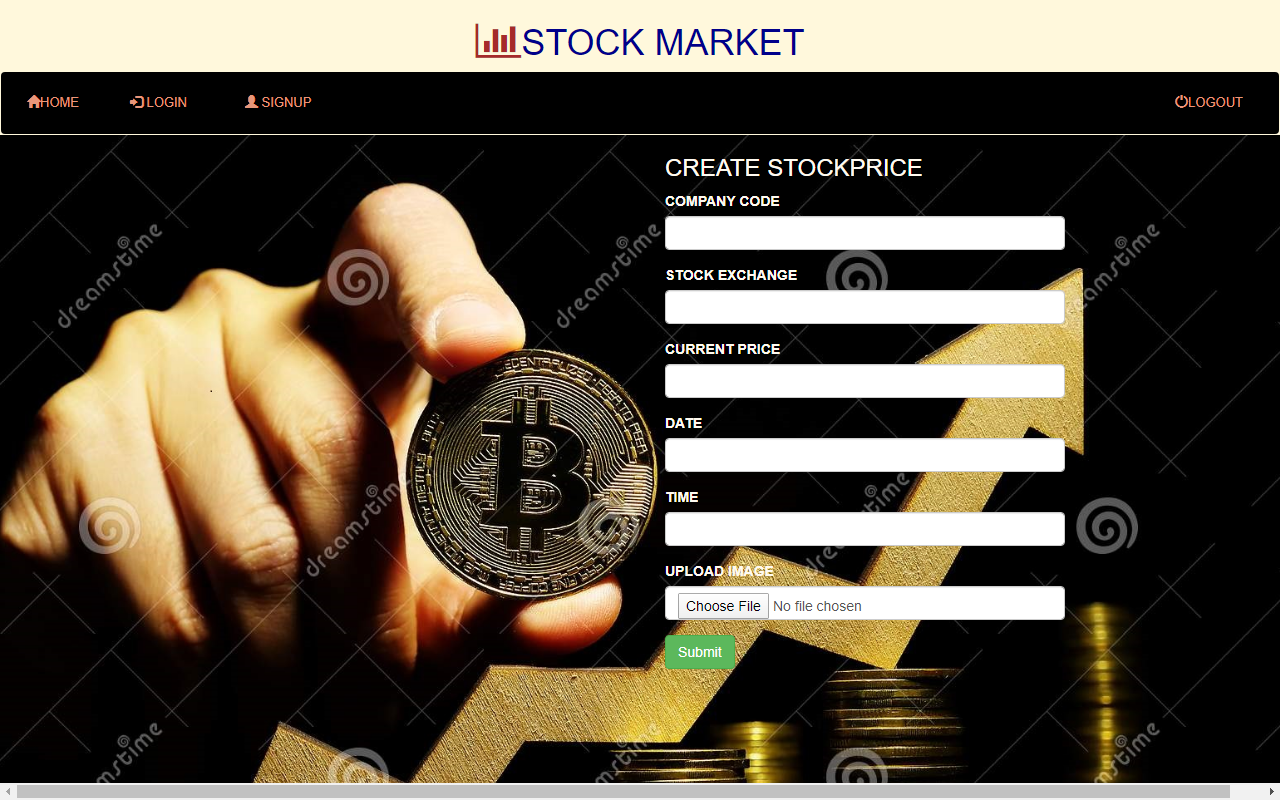 STOCK MARKET
HOME LOGIN SIGNUP LOGOUT
CREATE STOCKPRICE
COMPANY CODE
STOCK EXCHANGE
CURRENT PRICE
DATE
TIME
UPLOAD IMAGE
Choose File No file chosen
Submit
DECENTRALIZED
PEER TO PEER
dreamstime
dreamstime
dreamstime
dreamstime
dreamstime
dreamstime
dreamstime
dreamstime